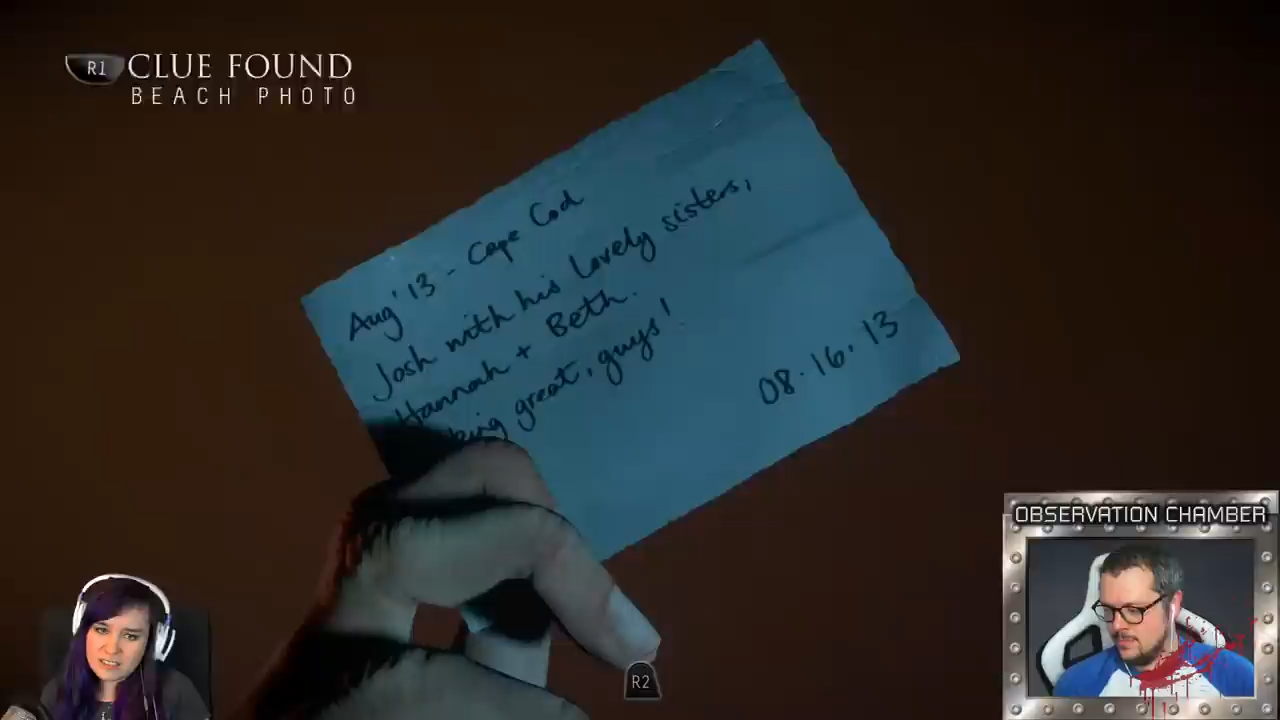 R1 CLUE FOUND
BEACH PHOTO
Aug '13 - Cape Cod
Josh with his lovely sisters,
Hannah + Beth.
king great, guys!
08.16.13
R2
OBSERVATION CHAMBER